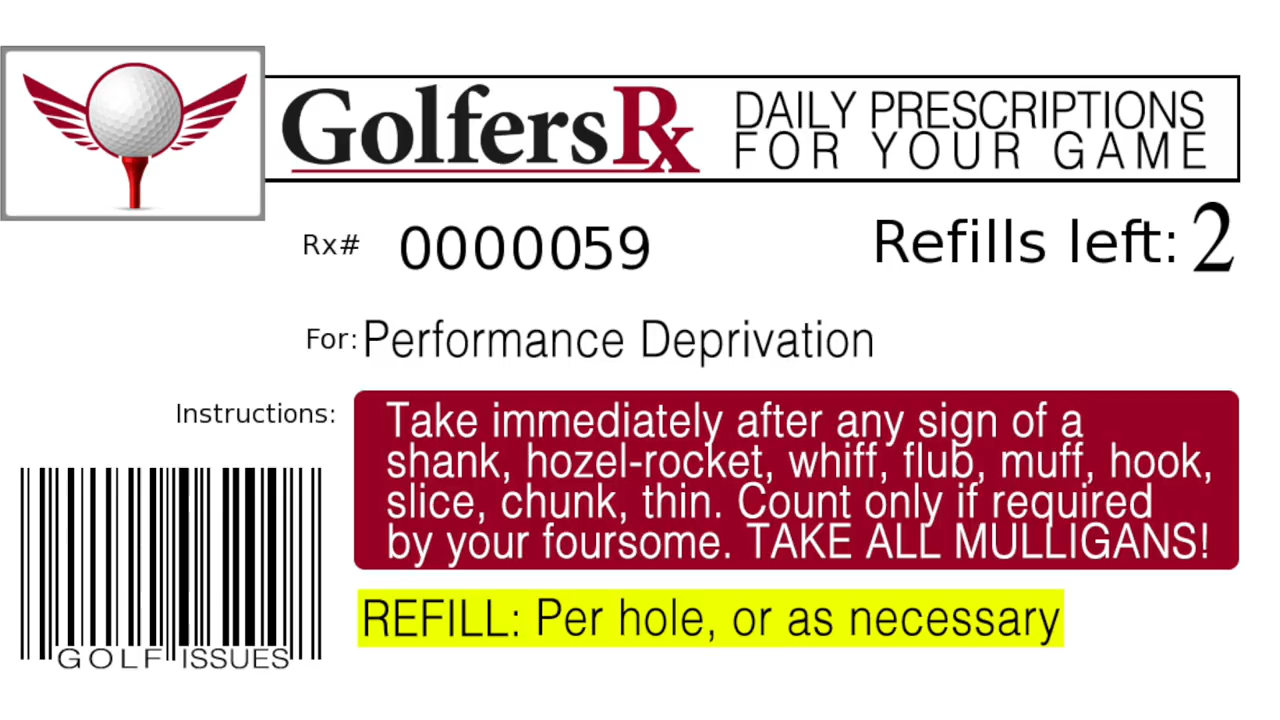 GolfersRx
DAILY PRESCRIPTIONS
FOR YOUR GAME
Rx# 0000059
Refills left: 2
For: Performance Deprivation
Instructions:
Take immediately after any sign of a
shank, hozel-rocket, whiff, flub, muff, hook,
slice, chunk, thin. Count only if required
by your foursome. TAKE ALL MULLIGANS!
REFILL: Per hole, or as necessary
GOLF ISSUES